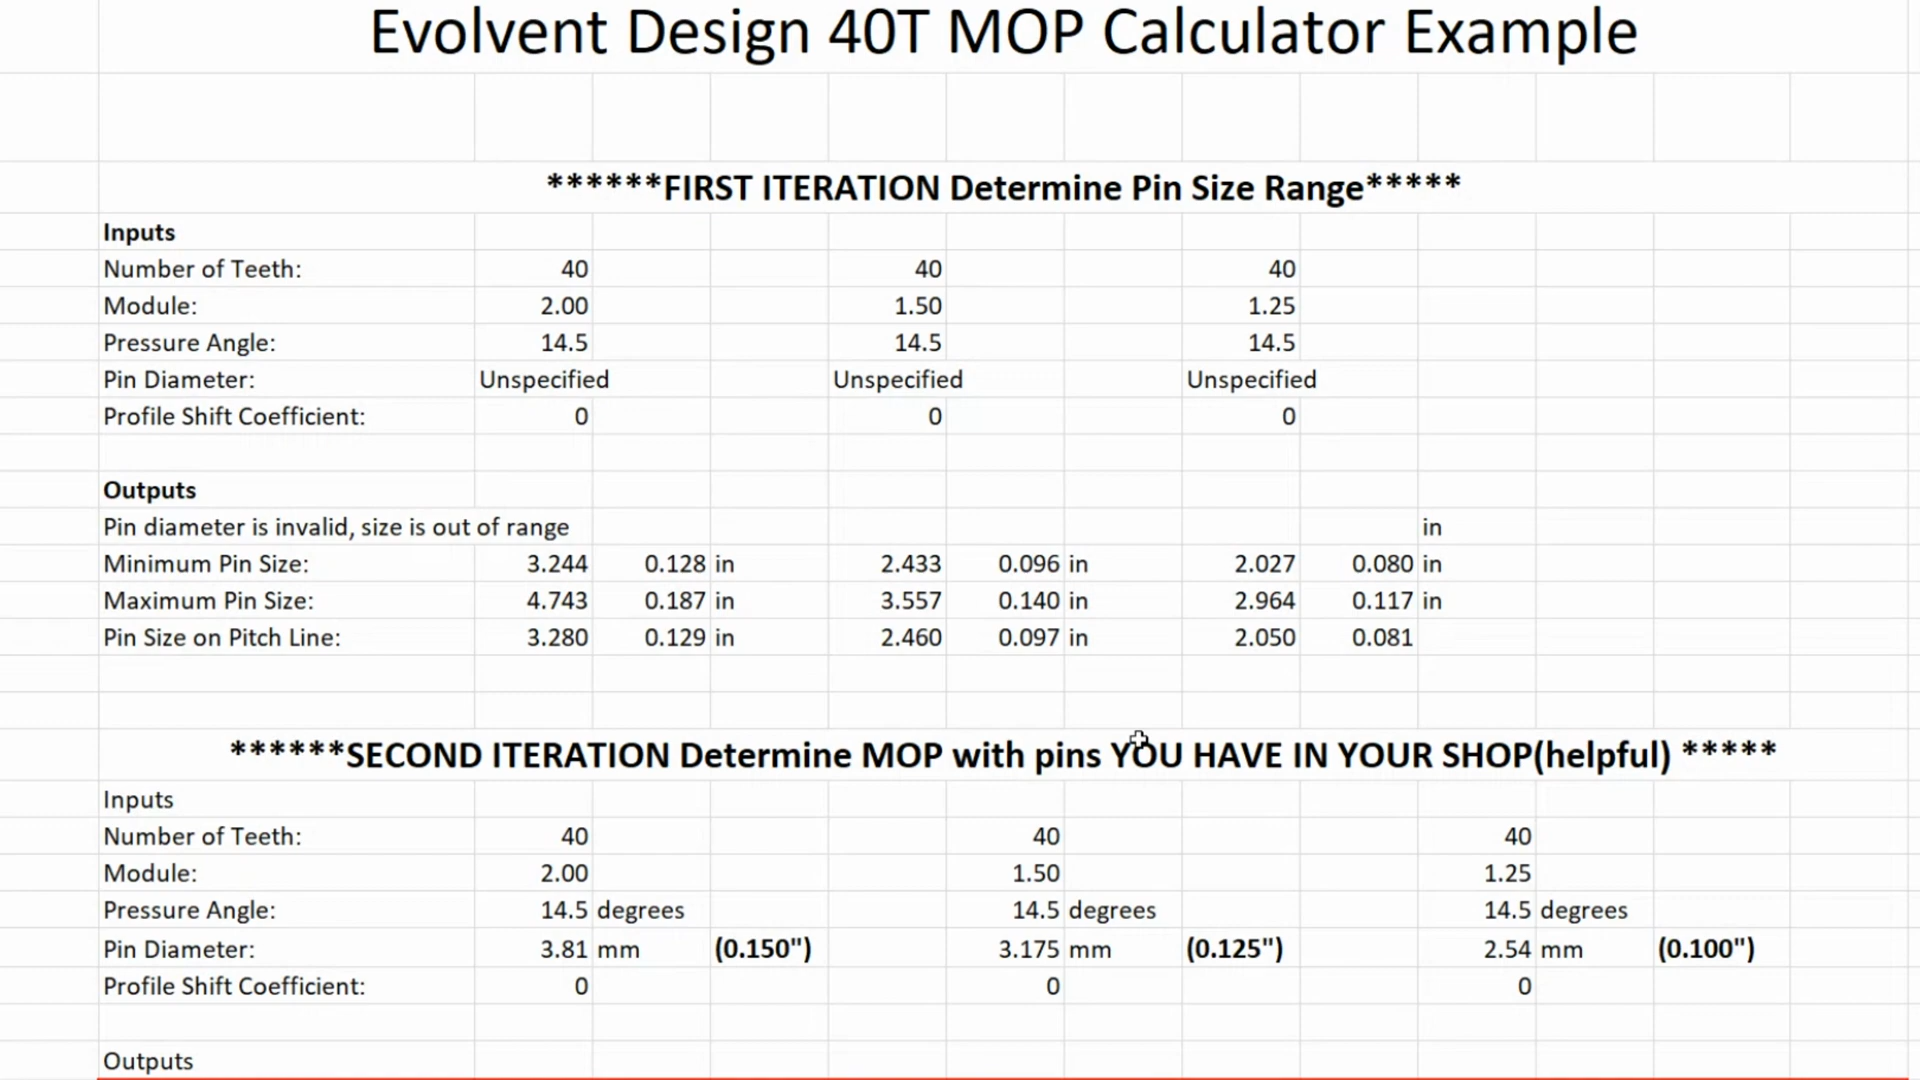 Evolvent Design 40T MOP Calculator Example
******FIRST ITERATION Determine Pin Size Range*****
Inputs
Number of Teeth: 40 40 40
Module: 2.00 1.50 1.25
Pressure Angle: 14.5 14.5 14.5
Pin Diameter: Unspecified Unspecified Unspecified
Profile Shift Coefficient: 0 0 0
Outputs
Pin diameter is invalid, size is out of range in
Minimum Pin Size: 3.244 0.128 in 2.433 0.096 in 2.027 0.080 in
Maximum Pin Size: 4.743 0.187 in 3.557 0.140 in 2.964 0.117 in
Pin Size on Pitch Line: 3.280 0.129 in 2.460 0.097 in 2.050 0.081
******SECOND ITERATION Determine MOP with pins YOU HAVE IN YOUR SHOP(helpful) *****
Inputs
Number of Teeth: 40 40 40
Module: 2.00 1.50 1.25
Pressure Angle: 14.5 degrees 14.5 degrees 14.5 degrees
Pin Diameter: 3.81 mm (0.150") 3.175 mm (0.125") 2.54 mm (0.100")
Profile Shift Coefficient: 0 0 0
Outputs